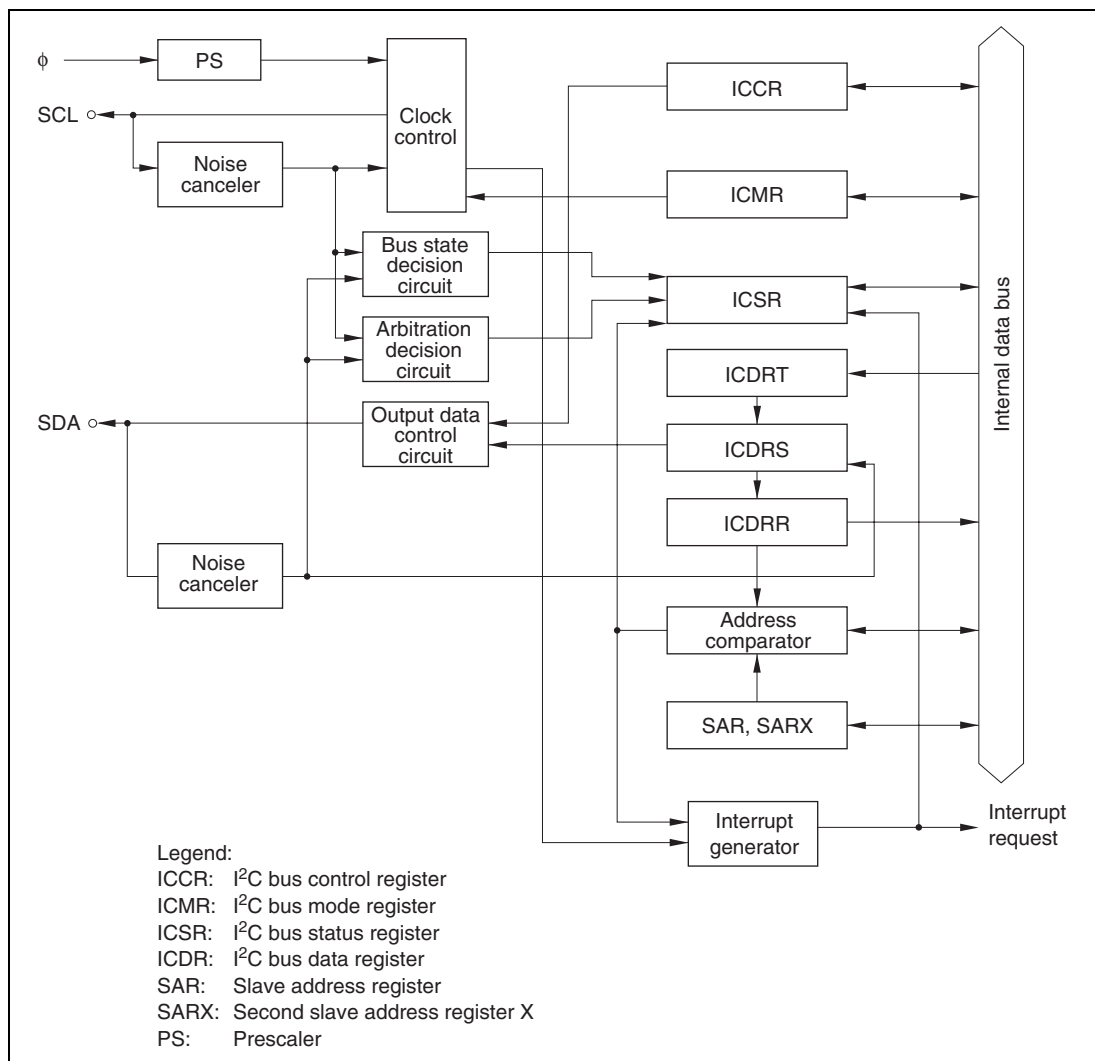 ϕ
PS
ICCR
SCL
Clock
control
Noise
canceler
ICMR
Bus state
decision
circuit
ICSR
Internal data bus
Arbitration
decision
circuit
ICDRT
SDA
Output data
control
circuit
ICDRS
ICDRR
Noise
canceler
Address
comparator
SAR, SARX
Interrupt
generator
Interrupt
request
Legend:
ICCR: I²C bus control register
ICMR: I²C bus mode register
ICSR: I²C bus status register
ICDR: I²C bus data register
SAR: Slave address register
SARX: Second slave address register X
PS: Prescaler